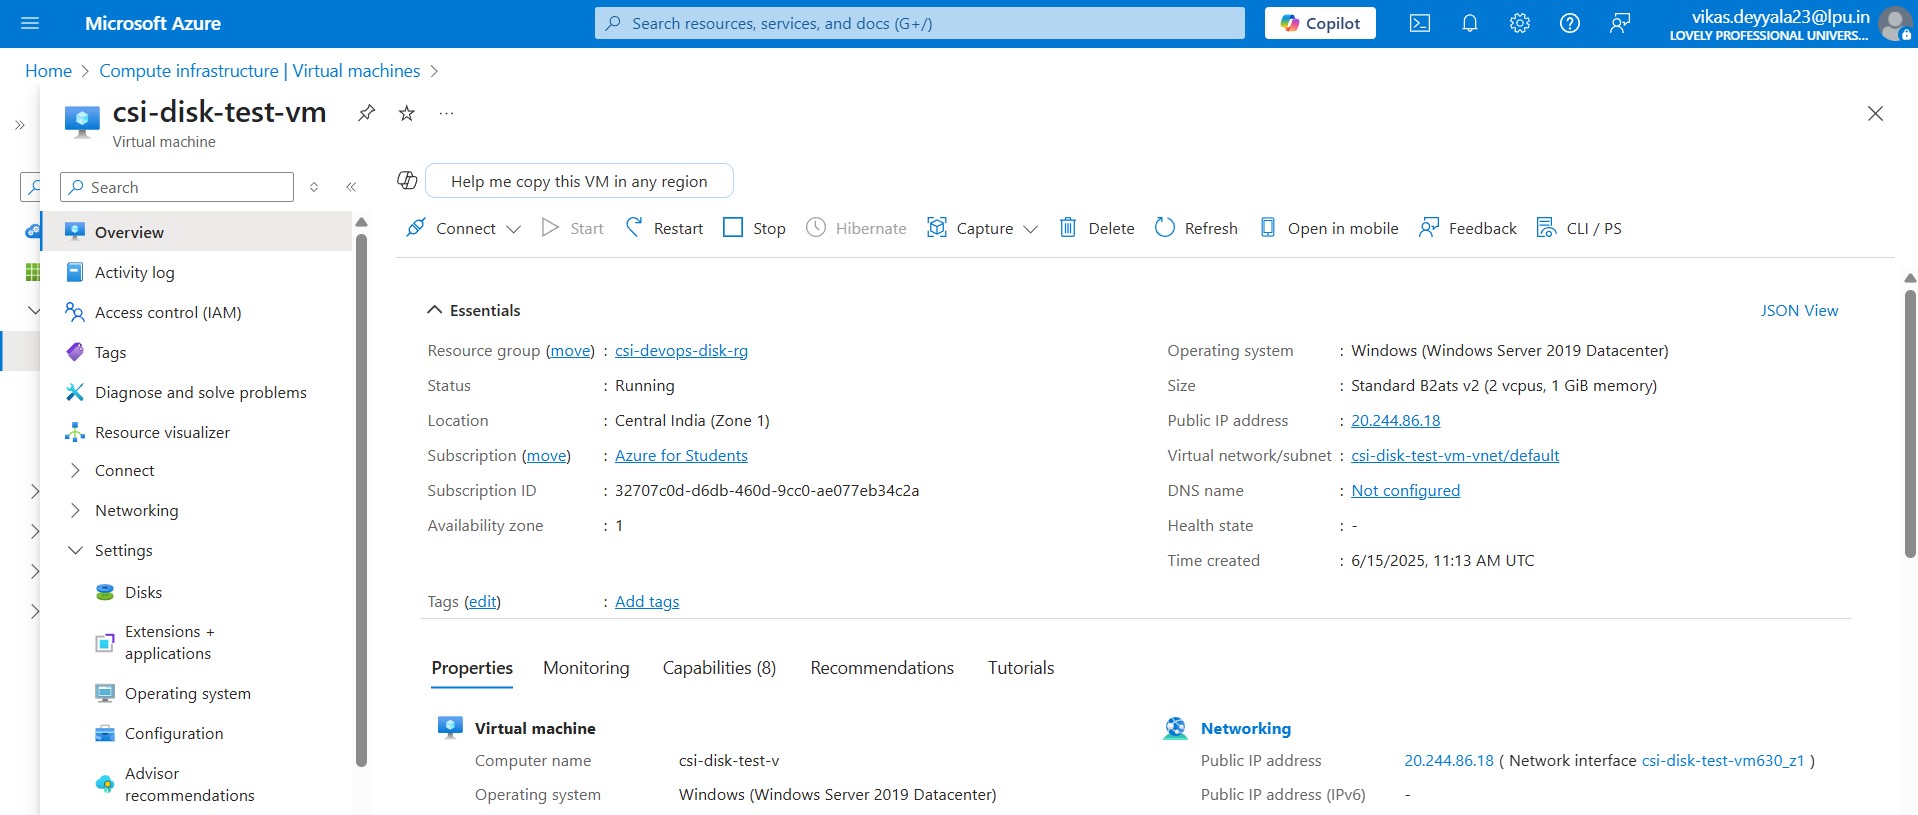 Microsoft Azure
Search resources, services, and docs (G+/)
Copilot
vikas.deyyala23@lpu.in
LOVELY PROFESSIONAL UNIVERS...
Home > Compute infrastructure | Virtual machines >
csi-disk-test-vm
Virtual machine
Search
Overview
Activity log
Access control (IAM)
Tags
Diagnose and solve problems
Resource visualizer
Connect
Networking
Settings
Disks
Extensions +
applications
Operating system
Configuration
Advisor
recommendations
Help me copy this VM in any region
Connect Start Restart Stop Hibernate Capture Delete Refresh Open in mobile Feedback CLI / PS
Essentials
JSON View
Resource group (move) : csi-devops-disk-rg
Status : Running
Location : Central India (Zone 1)
Subscription (move) : Azure for Students
Subscription ID : 32707c0d-d6db-460d-9cc0-ae077eb34c2a
Availability zone : 1
Operating system : Windows (Windows Server 2019 Datacenter)
Size : Standard B2ats v2 (2 vcpus, 1 GiB memory)
Public IP address : 20.244.86.18
Virtual network/subnet : csi-disk-test-vm-vnet/default
DNS name : Not configured
Health state : -
Time created : 6/15/2025, 11:13 AM UTC
Tags (edit) : Add tags
Properties Monitoring Capabilities (8) Recommendations Tutorials
Virtual machine
Computer name csi-disk-test-v
Operating system Windows (Windows Server 2019 Datacenter)
Networking
Public IP address 20.244.86.18 ( Network interface csi-disk-test-vm630_z1 )
Public IP address (IPv6) -